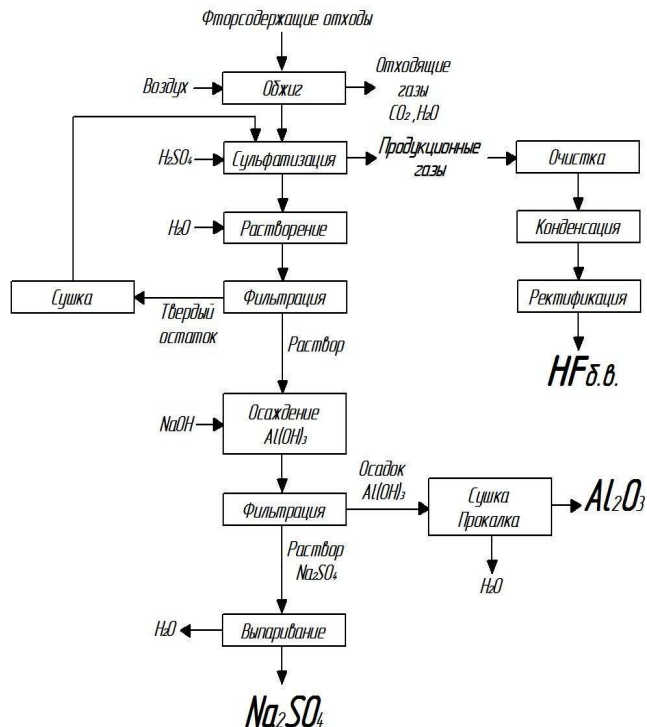 Фторсодержащие отходы
Воздух
Обжиг
Отходящие
газы
CO₂, H₂O
H₂SO₄
Сульфатизация
Продукционные
газы
Очистка
H₂O
Растворение
Конденсация
Сушка
Твердый
остаток
Фильтрация
Ректификация
Раствор
HF б.в.
NaOH
Осаждение
Al(OH)₃
Фильтрация
Осадок
Al(OH)₃
Сушка
Прокалка
Al₂O₃
Раствор
Na₂SO₄
H₂O
H₂O
Выпаривание
Na₂SO₄